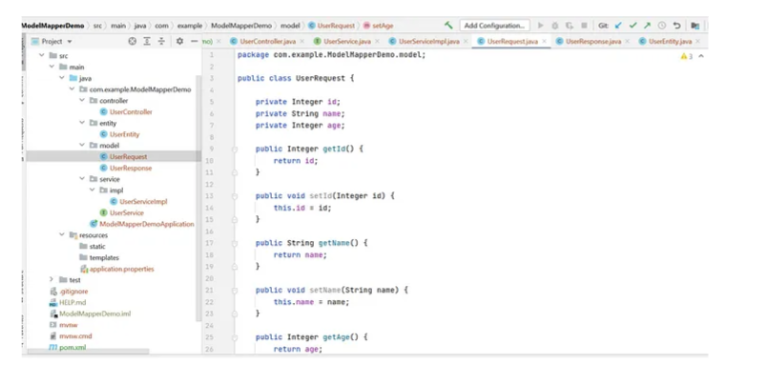 ModelMapperDemo › src › main › java › com › example › ModelMapperDemo › model › UserRequest › setAge
Add Configuration...
Git:
Project
UserController.java
UserService.java
UserServiceImpl.java
UserRequest.java
UserResponse.java
UserEntity.java
src
main
java
com.example.ModelMapperDemo
controller
UserController
entity
UserEntity
model
UserRequest
UserResponse
service
impl
UserServiceImpl
UserService
ModelMapperDemoApplication
resources
static
templates
application.properties
test
.gitignore
HELP.md
ModelMapperDemo.iml
mvnw
mvnw.cmd
pom.xml
1 package com.example.ModelMapperDemo.model;
2
3 public class UserRequest {
4
5 private Integer id;
6 private String name;
7 private Integer age;
8
9 public Integer getId() {
10 return id;
11 }
12
13 public void setId(Integer id) {
14 this.id = id;
15 }
16
17 public String getName() {
18 return name;
19 }
20
21 public void setName(String name) {
22 this.name = name;
23 }
24
25 public Integer getAge() {
26 return age;